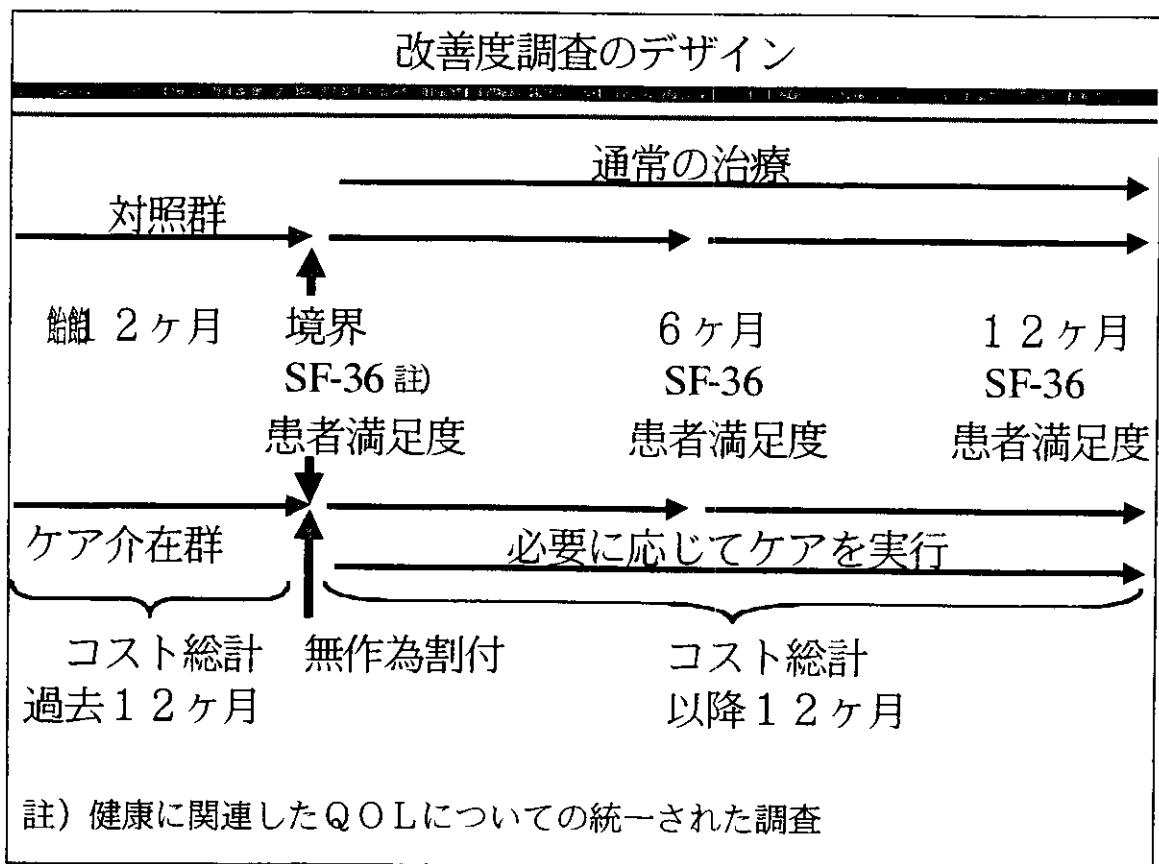 改善度調査のデザイン
通常の治療
対照群
１２ヶ月
境界
SF-36 註)
患者満足度
６ヶ月
SF-36
患者満足度
１２ヶ月
SF-36
患者満足度
ケア介在群
必要に応じてケアを実行
コスト総計
過去１２ヶ月
無作為割付
コスト総計
以降１２ヶ月
註）健康に関連したＱＯＬについての統一された調査